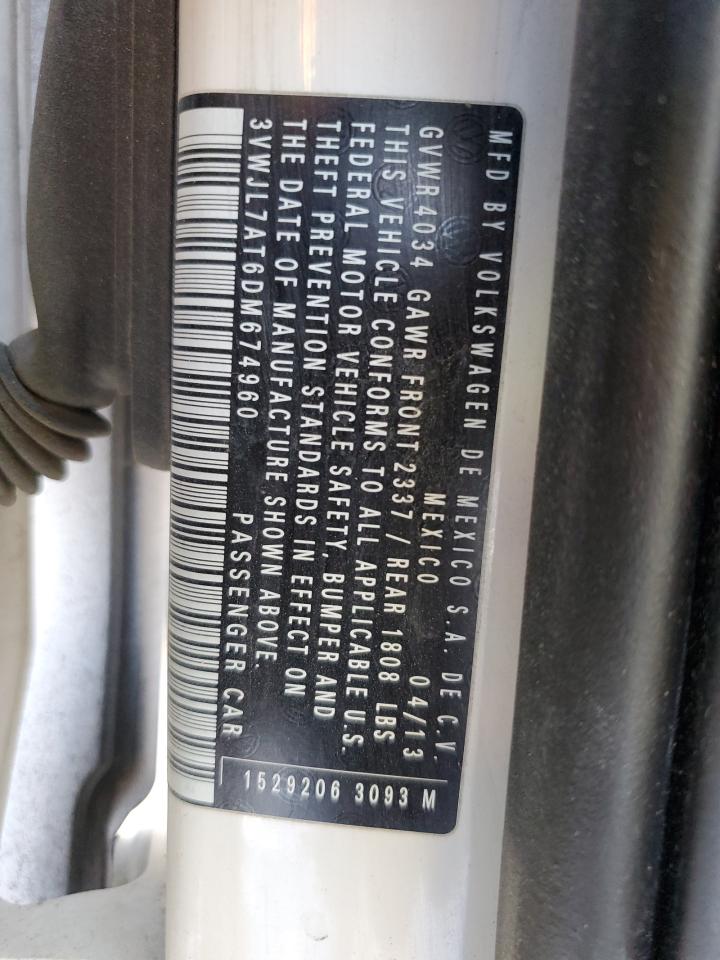 MFD BY VOLKSWAGEN DE MEXICO S.A. DE C.V.
MEXICO 04/13
GVWR 4034 GAWR FRONT 2337 / REAR 1808 LBS
THIS VEHICLE CONFORMS TO ALL APPLICABLE U.S.
FEDERAL MOTOR VEHICLE SAFETY, BUMPER AND
THEFT PREVENTION STANDARDS IN EFFECT ON
THE DATE OF MANUFACTURE SHOWN ABOVE.
3VWJL7AT6DM674960 PASSENGER CAR
1529206 3093 M